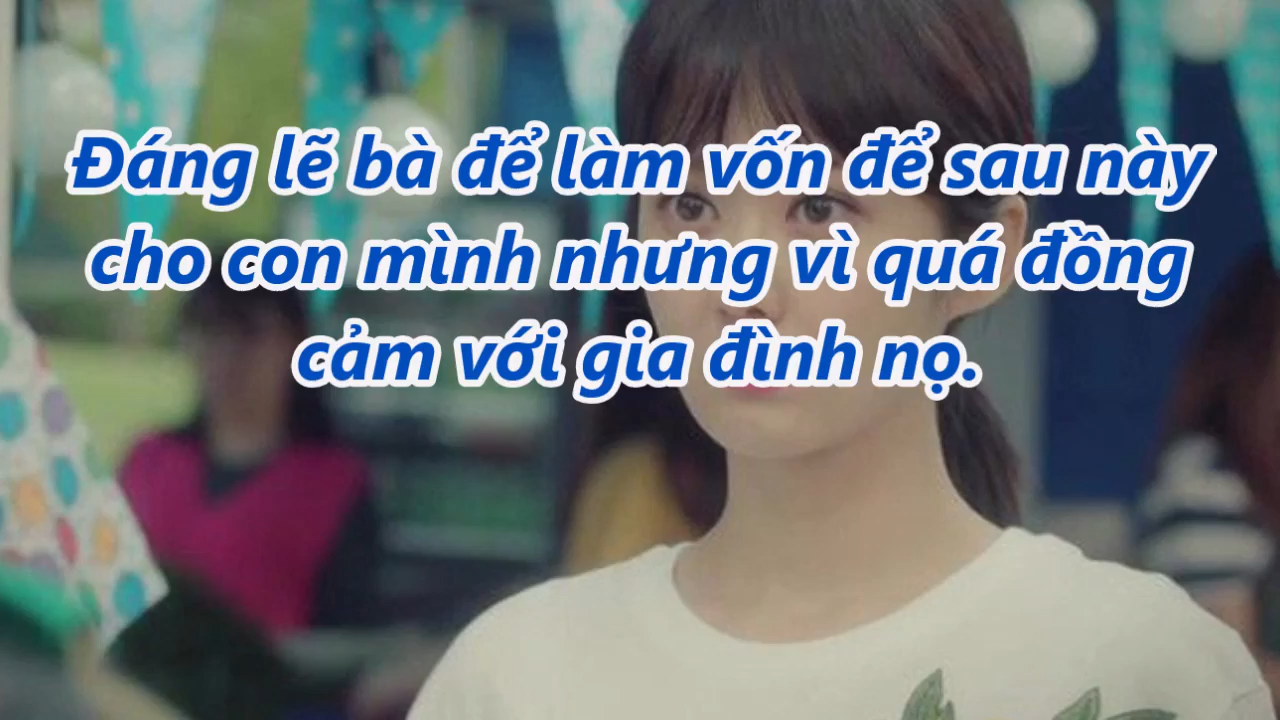 Đáng lẽ bà để làm vốn để sau này
cho con mình nhưng vì quá đồng
cảm với gia đình nọ.